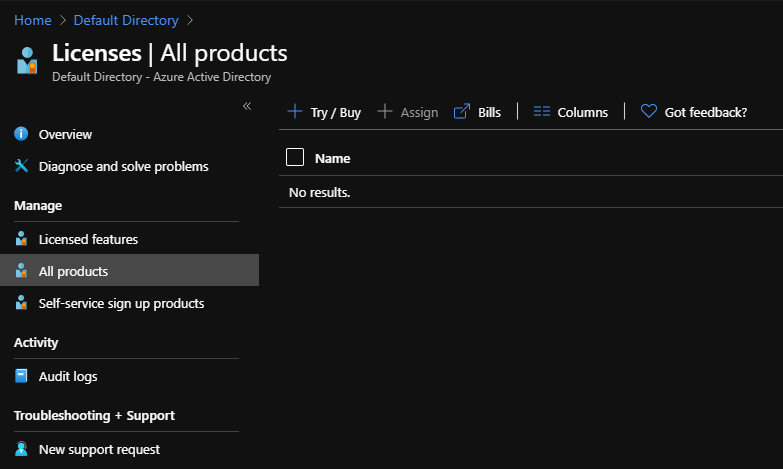 Home > Default Directory >
Licenses | All products
Default Directory - Azure Active Directory
«
Overview
Diagnose and solve problems
Manage
Licensed features
All products
Self-service sign up products
Activity
Audit logs
Troubleshooting + Support
New support request
+ Try / Buy + Assign Bills | Columns | Got feedback?
Name
No results.